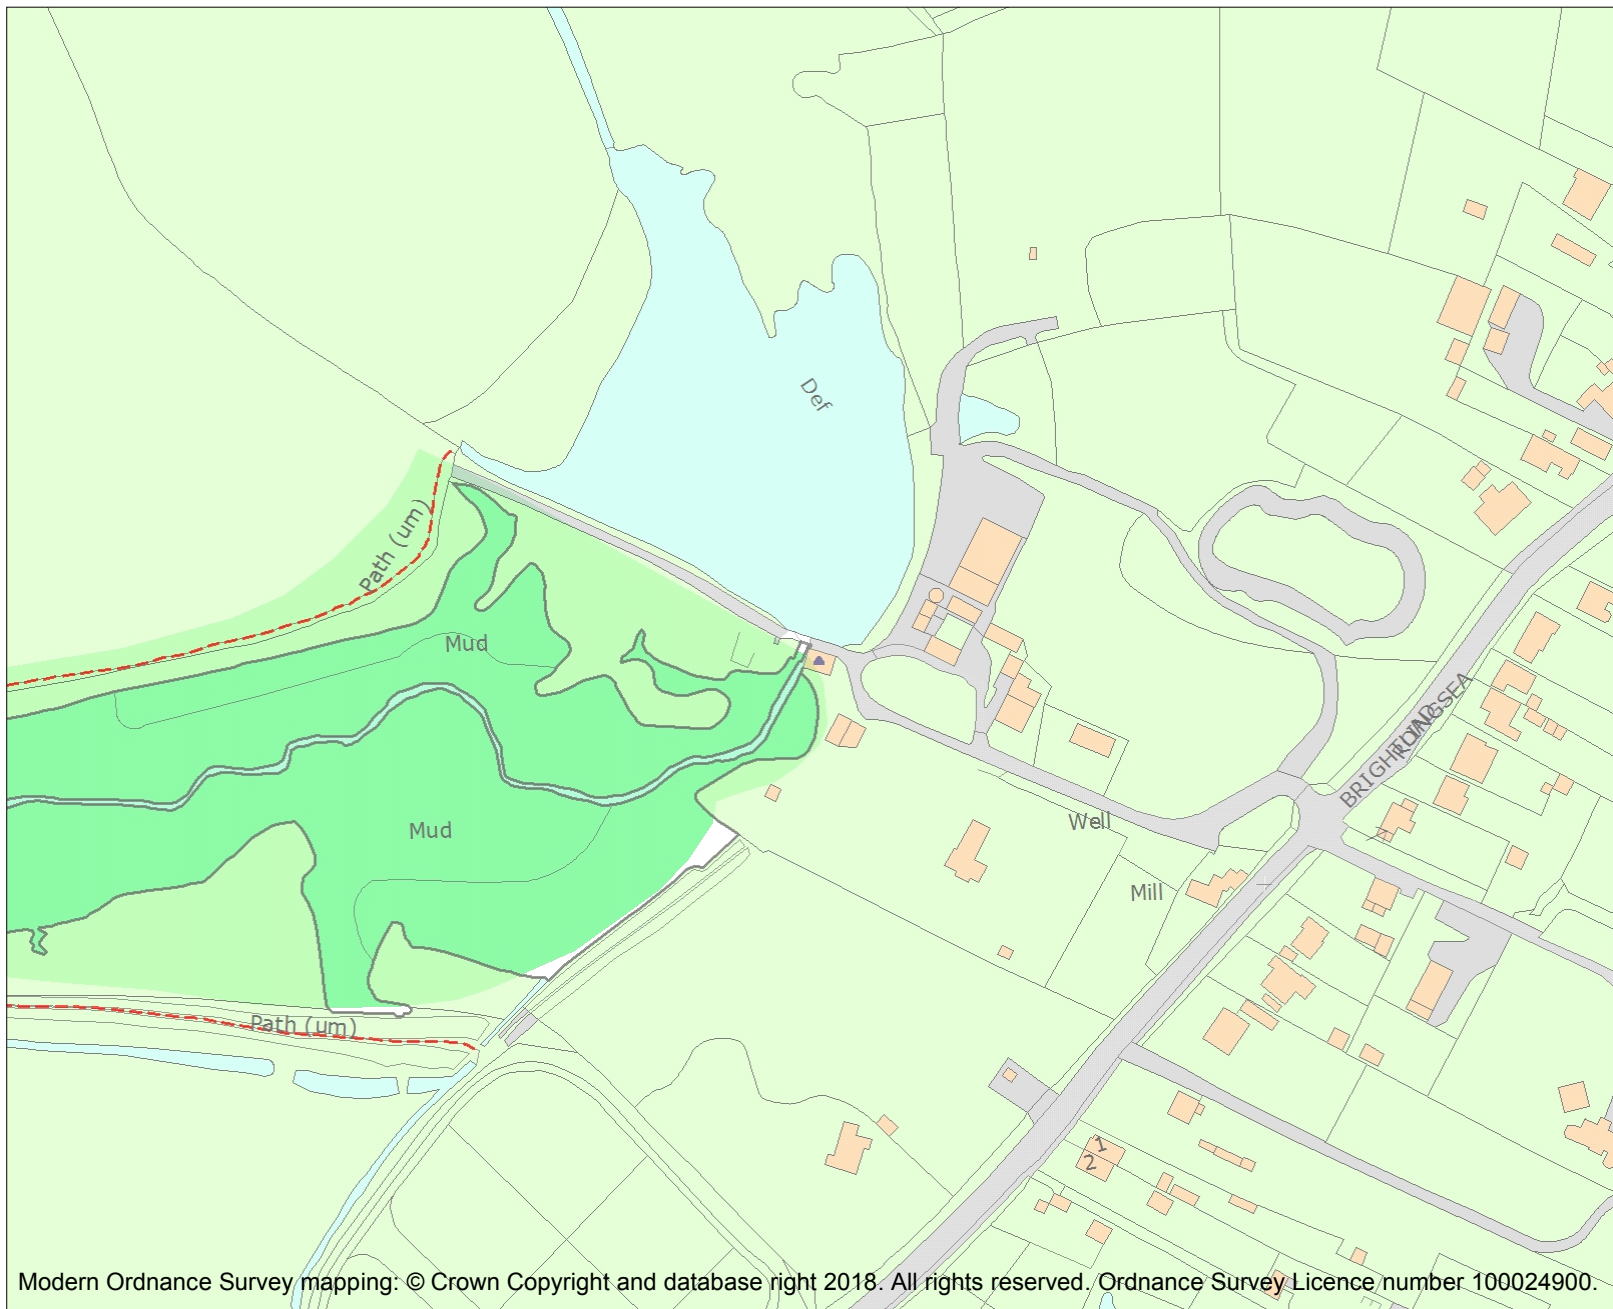 Def
Path (um)
Mud
Mud
Well
Mill
BRIGHTLINGSEA
Path (um)
1
2
Modern Ordnance Survey mapping: © Crown Copyright and database right 2018. All rights reserved. Ordnance Survey Licence number 100024900.